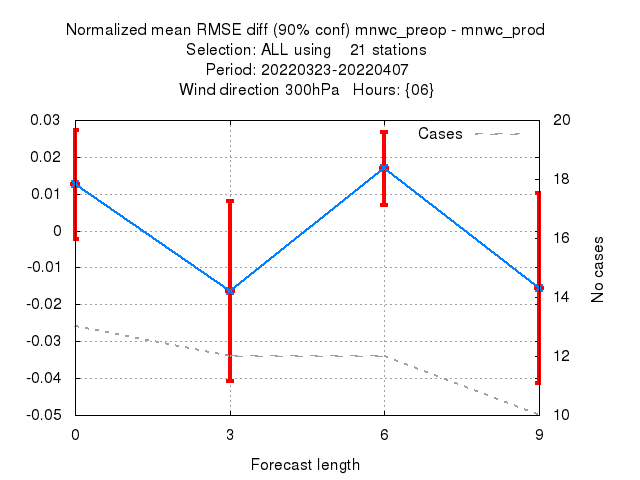 Normalized mean RMSE diff (90% conf) mnwc_preop - mnwc_prod
Selection: ALL using    21 stations
Period: 20220323-20220407
Wind direction 300hPa   Hours: {06}
Cases
0.03
0.02
0.01
0
-0.01
-0.02
-0.03
-0.04
-0.05
20
18
16
14
12
10
No cases
0
3
6
9
Forecast length